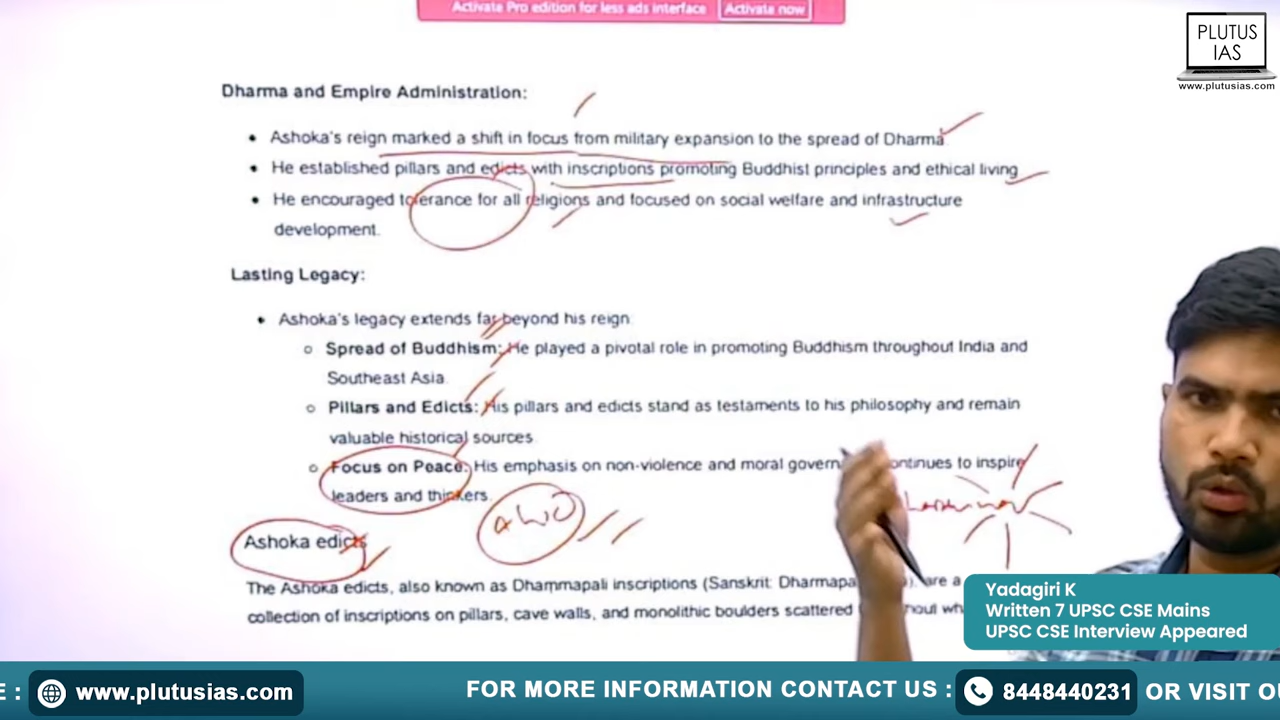 Activate Pro edition for less ads interface Activate now
PLUTUS
IAS
www.plutusias.com
Dharma and Empire Administration:
• Ashoka's reign marked a shift in focus from military expansion to the spread of Dharma.
• He established pillars and edicts with inscriptions promoting Buddhist principles and ethical living
• He encouraged tolerance for all religions and focused on social welfare and infrastructure
development.
Lasting Legacy:
• Ashoka's legacy extends far beyond his reign
o Spread of Buddhism: He played a pivotal role in promoting Buddhism throughout India and
Southeast Asia.
o Pillars and Edicts: His pillars and edicts stand as testaments to his philosophy and remain
valuable historical sources.
o Focus on Peace: His emphasis on non-violence and moral govern ontinues to inspire
leaders and thinkers.
Ashoka edicts
The Ashoka edicts, also known as Dhammapali inscriptions (Sanskrit: Dharmapa are a
collection of inscriptions on pillars, cave walls, and monolithic boulders scattered
Yadagiri K
Written 7 UPSC CSE Mains
UPSC CSE Interview Appeared
E : www.plutusias.com FOR MORE INFORMATION CONTACT US : 8448440231 OR VISIT OU